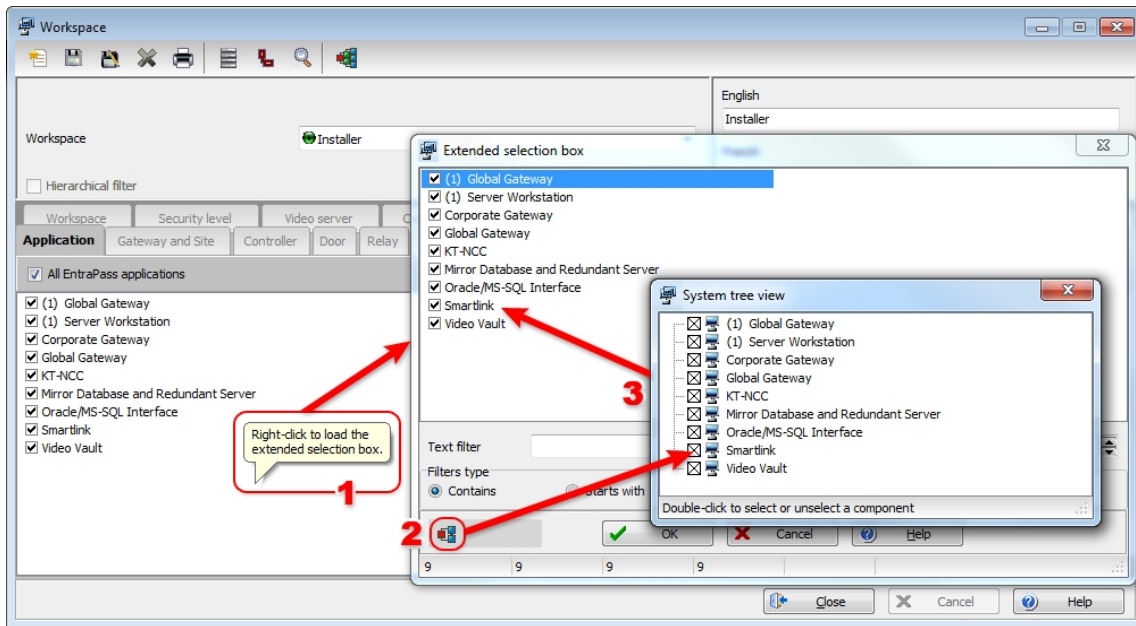 Workspace
English
Installer
Workspace
Installer
Hierarchical filter
Workspace
Security level
Video server
Application
Gateway and Site
Controller
Door
Relay
All EntraPass applications
(1) Global Gateway
(1) Server Workstation
Corporate Gateway
Global Gateway
KT-NCC
Mirror Database and Redundant Server
Oracle/MS-SQL Interface
Smartlink
Video Vault
Right-click to load the
extended selection box.
1
Extended selection box
(1) Global Gateway
(1) Server Workstation
Corporate Gateway
Global Gateway
KT-NCC
Mirror Database and Redundant Server
Oracle/MS-SQL Interface
Smartlink
Video Vault
3
Text filter
Filters type
Contains
Starts with
2
OK
Cancel
Help
9
9
9
9
System tree view
(1) Global Gateway
(1) Server Workstation
Corporate Gateway
Global Gateway
KT-NCC
Mirror Database and Redundant Server
Oracle/MS-SQL Interface
Smartlink
Video Vault
Double-click to select or unselect a component
Close
Cancel
Help